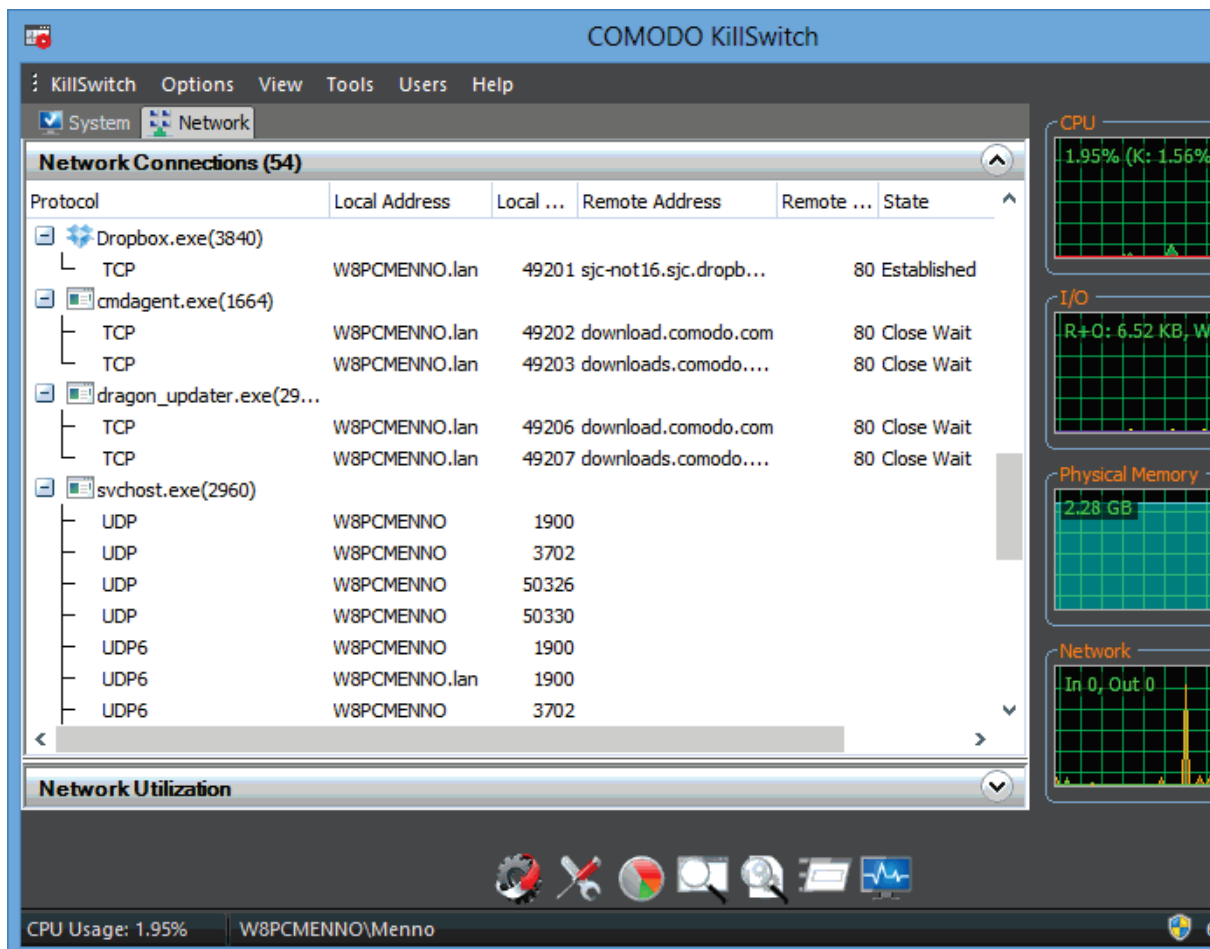 COMODO KillSwitch
KillSwitch Options View Tools Users Help
System Network
Network Connections (54)
Protocol Local Address Local ... Remote Address Remote ... State
Dropbox.exe(3840)
TCP W8PCMENNO.lan 49201 sjc-not16.sjc.dropb... 80 Established
cmdagent.exe(1664)
TCP W8PCMENNO.lan 49202 download.comodo.com 80 Close Wait
TCP W8PCMENNO.lan 49203 downloads.comodo.... 80 Close Wait
dragon_updater.exe(29...
TCP W8PCMENNO.lan 49206 download.comodo.com 80 Close Wait
TCP W8PCMENNO.lan 49207 downloads.comodo.... 80 Close Wait
svchost.exe(2960)
UDP W8PCMENNO 1900
UDP W8PCMENNO 3702
UDP W8PCMENNO 50326
UDP W8PCMENNO 50330
UDP6 W8PCMENNO 1900
UDP6 W8PCMENNO.lan 1900
UDP6 W8PCMENNO 3702
Network Utilization
CPU
1.95% (K: 1.56%
I/O
R+O: 6.52 KB, W
Physical Memory
2.28 GB
Network
In 0, Out 0
CPU Usage: 1.95% W8PCMENNO\Menno